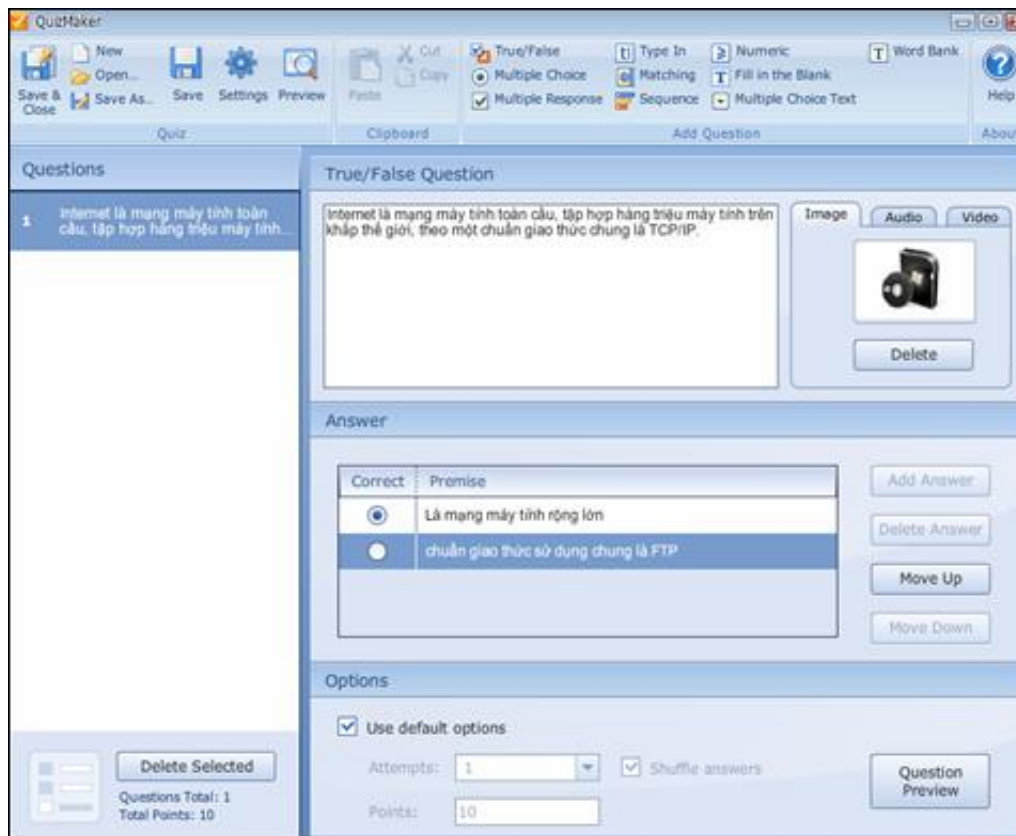 QuizMaker
Save & Close
New
Open...
Save As...
Save
Settings
Preview
Quiz
Paste
Cut
Copy
Clipboard
True/False
Multiple Choice
Multiple Response
Type In
Matching
Sequence
Numeric
Fill in the Blank
Multiple Choice Text
Word Bank
Add Question
Help
About
Questions
1
Internet là mạng máy tính toàn
cầu, tập hợp hàng triệu máy tính...
Delete Selected
Questions Total: 1
Total Points: 10
True/False Question
Internet là mạng máy tính toàn cầu, tập hợp hàng triệu máy tính trên
khắp thế giới, theo một chuẩn giao thức chung là TCP/IP.
Image
Audio
Video
Delete
Answer
Correct Premise
Là mạng máy tính rộng lớn
chuẩn giao thức sử dụng chung là FTP
Add Answer
Delete Answer
Move Up
Move Down
Options
Use default options
Attempts: 1
Shuffle answers
Points: 10
Question
Preview